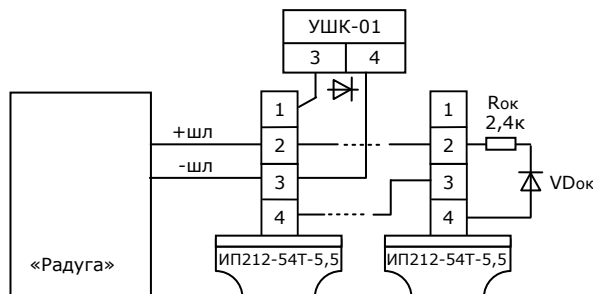 УШК-01
3 4
1
2
3
4
+шл
-шл
«Радуга»
ИП212-54Т-5,5
1
2
3
4
Rок
2,4к
VDок
ИП212-54Т-5,5